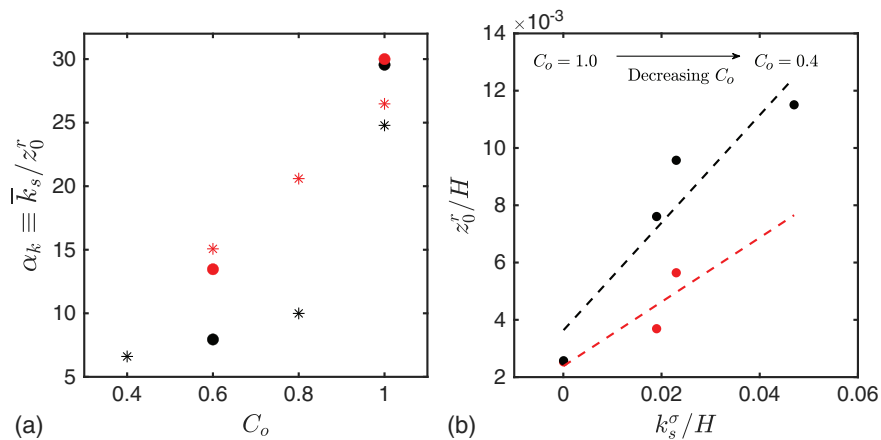 30
25
20
15
10
5
0.4 0.6 0.8 1
α_k ≡ k̅_s/z_0^r
C_o
(a)
×10⁻³
14
12
10
8
6
4
2
0 0.02 0.04 0.06
C_o = 1.0
C_o = 0.4
Decreasing C_o
z_0^r/H
k_s^σ/H
(b)